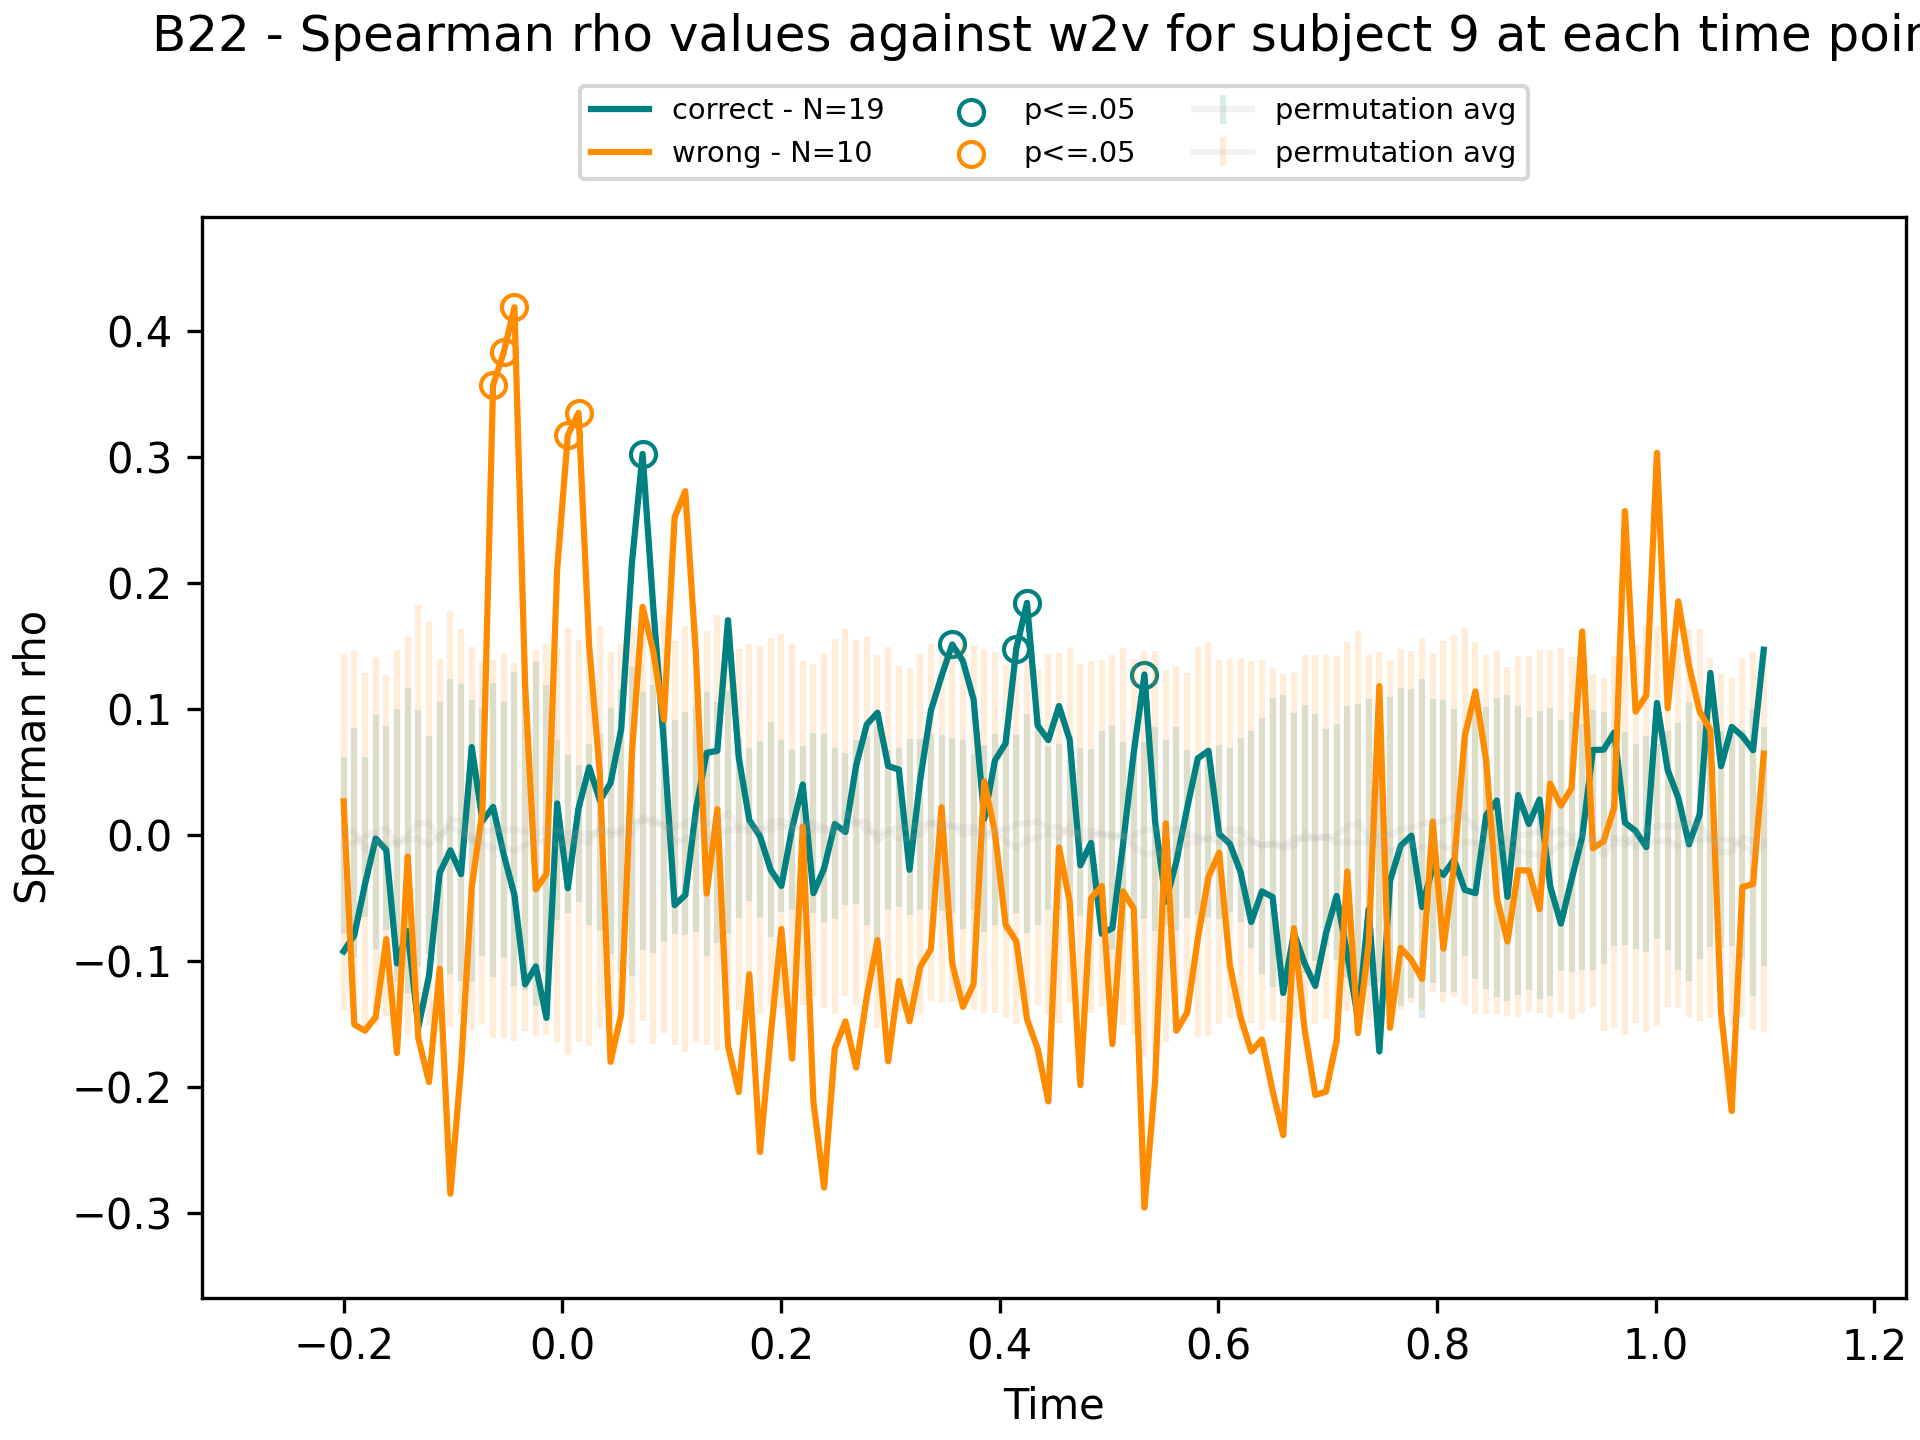 B22 - Spearman rho values against w2v for subject 9 at each time
correct - N=19 p<=.05 permutation avg
wrong - N=10 p<=.05 permutation avg
0.4
0.3
0.2
0.1
0.0
−0.1
−0.2
−0.3
Spearman rho
−0.2 0.0 0.2 0.4 0.6 0.8 1.0 1.2
Time